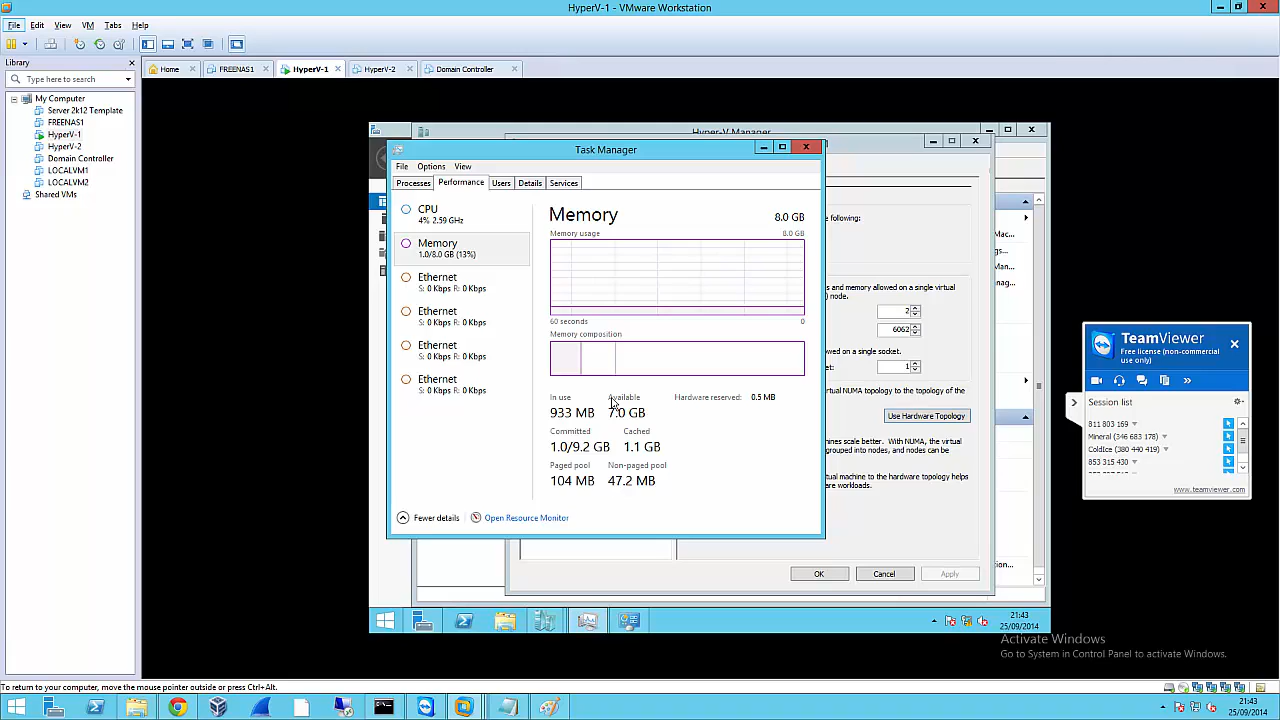 HyperV-1 - VMware Workstation
File Edit View VM Tabs Help
Library
Type here to search
My Computer
Server 2k12 Template
FREENAS1
HyperV-1
HyperV-2
Domain Controller
LOCALVM1
LOCALVM2
Shared VMs
Home FREENAS1 HyperV-1 HyperV-2 Domain Controller
Hyper-V Manager
Task Manager
File Options View
Processes Performance Users Details Services
CPU
4% 2.59 GHz
Memory
1.0/8.0 GB (13%)
Ethernet
S: 0 Kbps R: 0 Kbps
Ethernet
S: 0 Kbps R: 0 Kbps
Ethernet
S: 0 Kbps R: 0 Kbps
Ethernet
S: 0 Kbps R: 0 Kbps
Memory 8.0 GB
Memory usage 8.0 GB
60 seconds 0
Memory composition
In use Available Hardware reserved: 0.5 MB
933 MB 7.0 GB
Committed Cached
1.0/9.2 GB 1.1 GB
Paged pool Non-paged pool
104 MB 47.2 MB
Fewer details Open Resource Monitor
following:
s and memory allowed on a single virtual
) node.
2
6062
owed on a single socket.
et: 1
irtual NUMA topology to the topology of the
Use Hardware Topology
nines scale better. With NUMA, the virtual
grouped into nodes, and nodes can be
rtual machine to the hardware topology helps
are workloads.
OK Cancel Apply
Mac...
gs...
Man...
nag...
on...
21:43
25/09/2014
TeamViewer
Free license (non-commercial
use only)
Session list
811 803 169
Mineral (346 683 178)
ColdIce (380 440 419)
853 315 430
www.teamviewer.com
Activate Windows
Go to System in Control Panel to activate Windows.
To return to your computer, move the mouse pointer outside or press Ctrl+Alt.
21:43
25/09/2014